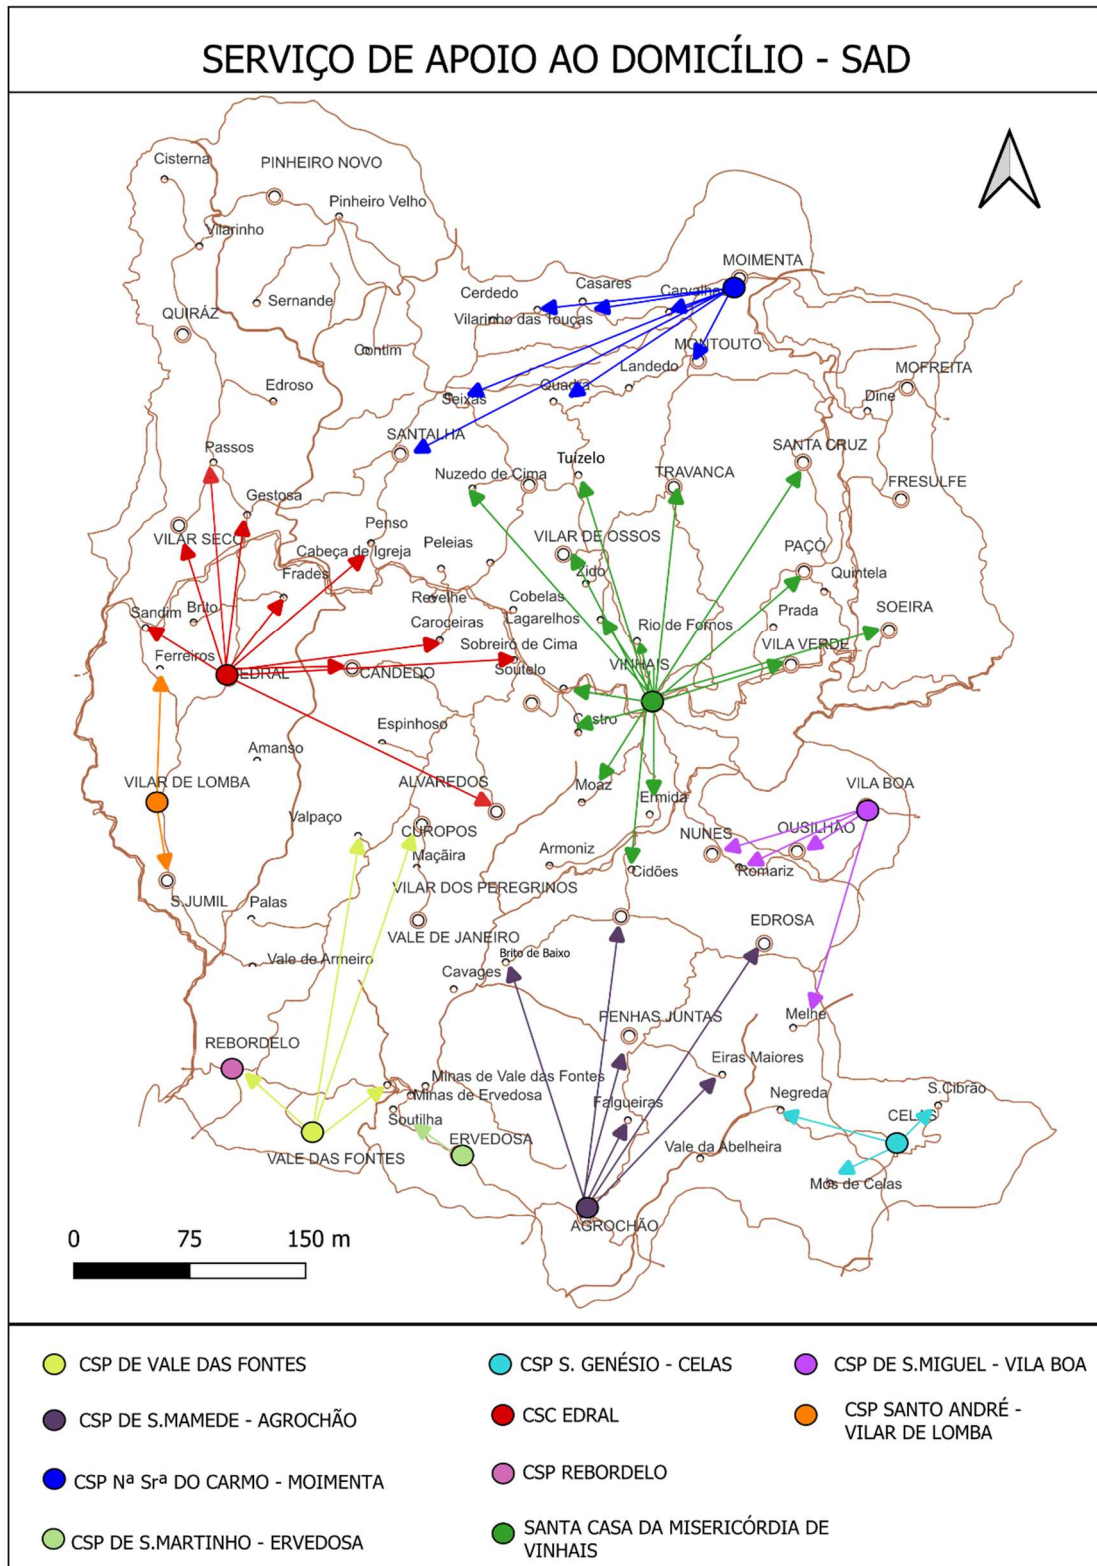 SERVIÇO DE APOIO AO DOMICÍLIO - SAD
Cisterna
PINHEIRO NOVO
Pinheiro Velho
Vilarinho
MOIMENTA
Casares
Cerdedo
Carvalha
Sernande
QUIRÁZ
Vilarinho das Touças
MONTOUTO
Contim
Landedo
MOFREITA
Edroso
Quadra
Dine
Seixas
SANTALHA
Passos
Tuízelo
SANTA CRUZ
Nuzedo de Cima
TRAVANCA
Gestosa
FRESULFE
Penso
VILAR SECO
VILAR DE OSSOS
Peleias
PAÇÓ
Cabeça de Igreja
Zido
Quintela
Frades
Revelhe
Cobelas
Sandim
Brito
Lagarelhos
Prada
SOEIRA
Caroceiras
Rio de Fornos
Sobreiró de Cima
VILA VERDE
Ferreiros
VINHAIS
EDRAL
CANDEDO
Soutelo
Espinhoso
Castro
Amanso
VILAR DE LOMBA
ALVAREDOS
Moaz
VILA BOA
Ermida
Valpaço
CUROPOS
NUNES
OUSILHÃO
Maçãira
Armoniz
Cidões
Romariz
VILAR DOS PEREGRINOS
S.JUMIL
Palas
EDROSA
VALE DE JANEIRO
Brito de Baixo
Vale de Armeiro
Cavages
PENHAS JUNTAS
Melhe
REBORDELO
Eiras Maiores
Minas de Vale das Fontes
Minas de Ervedosa
Negreda
S.Cibrão
Falgueiras
CELAS
Soutilha
ERVEDOSA
VALE DAS FONTES
Vale da Abelheira
Mós de Celas
AGROCHÃO
0 75 150 m
CSP DE VALE DAS FONTES
CSP S. GENÉSIO - CELAS
CSP DE S.MIGUEL - VILA BOA
CSP DE S.MAMEDE - AGROCHÃO
CSC EDRAL
CSP SANTO ANDRÉ -
VILAR DE LOMBA
CSP Nª Srª DO CARMO - MOIMENTA
CSP REBORDELO
CSP DE S.MARTINHO - ERVEDOSA
SANTA CASA DA MISERICÓRDIA DE
VINHAIS